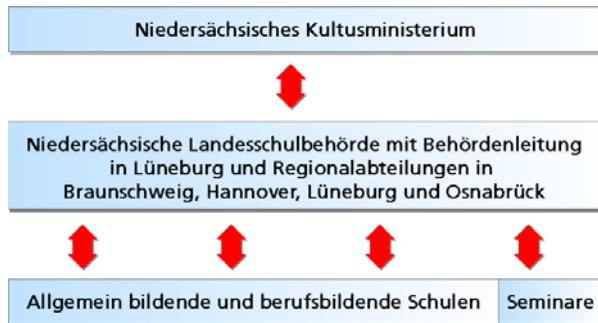 Niedersächsisches Kultusministerium
Niedersächsische Landesschulbehörde mit Behördenleitung
in Lüneburg und Regionalabteilungen in
Braunschweig, Hannover, Lüneburg und Osnabrück
Allgemein bildende und berufsbildende Schulen
Seminare